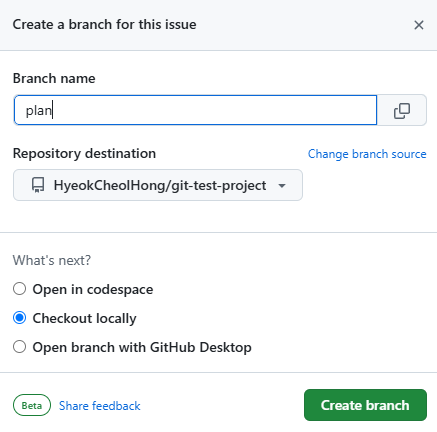 Create a branch for this issue
Branch name
plan
Repository destination
Change branch source
HyeokCheolHong/git-test-project
What's next?
Open in codespace
Checkout locally
Open branch with GitHub Desktop
Beta
Share feedback
Create branch